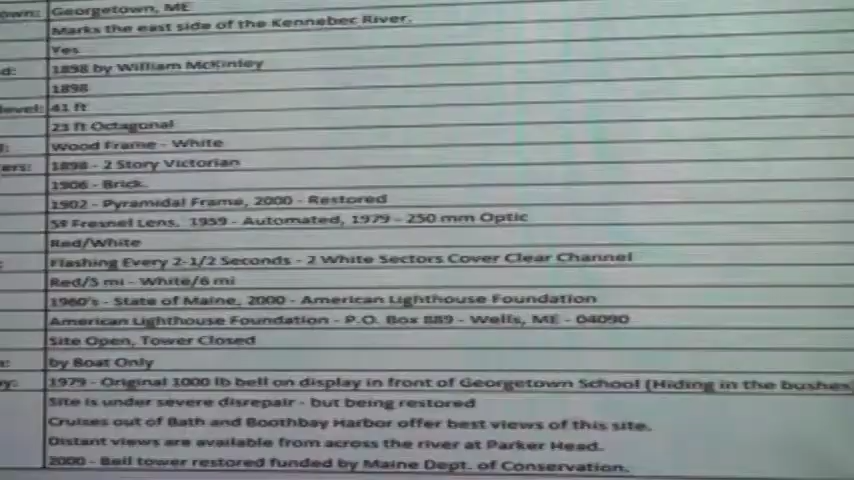 own: Georgetown, ME
Marks the east side of the Kennebec River.
Yes
d: 1898 by William McKinley
1898
level: 41 ft
23 ft Octagonal
Wood Frame - White
ers: 1898 - 2 Story Victorian
1906 - Brick.
1902 - Pyramidal Frame, 2000 - Restored
5º Fresnel Lens, 1959 - Automated, 1979 - 250 mm Optic
Red/White
: Flashing Every 2-1/2 Seconds - 2 White Sectors Cover Clear Channel
Red/5 mi - White/6 mi
1960's - State of Maine, 2000 - American Lighthouse Foundation
American Lighthouse Foundation - P.O. Box 889 - Wells, ME - 04090
Site Open, Tower Closed
: by Boat Only
y: 1979 - Original 1000 lb bell on display in front of Georgetown School (Hiding in the bushes
Site is under severe disrepair - but being restored
Cruises out of Bath and Boothbay Harbor offer best views of this site.
Distant views are available from across the river at Parker Head.
2000 - Bell tower restored funded by Maine Dept. of Conservation.